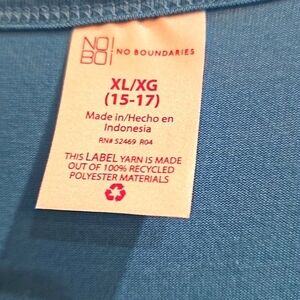 NO
BO NO BOUNDARIES
XL/XG
(15-17)
Made in/Hecho en
Indonesia
RN# 52469 R04
THIS LABEL YARN IS MADE
OUT OF 100% RECYCLED
POLYESTER MATERIALS